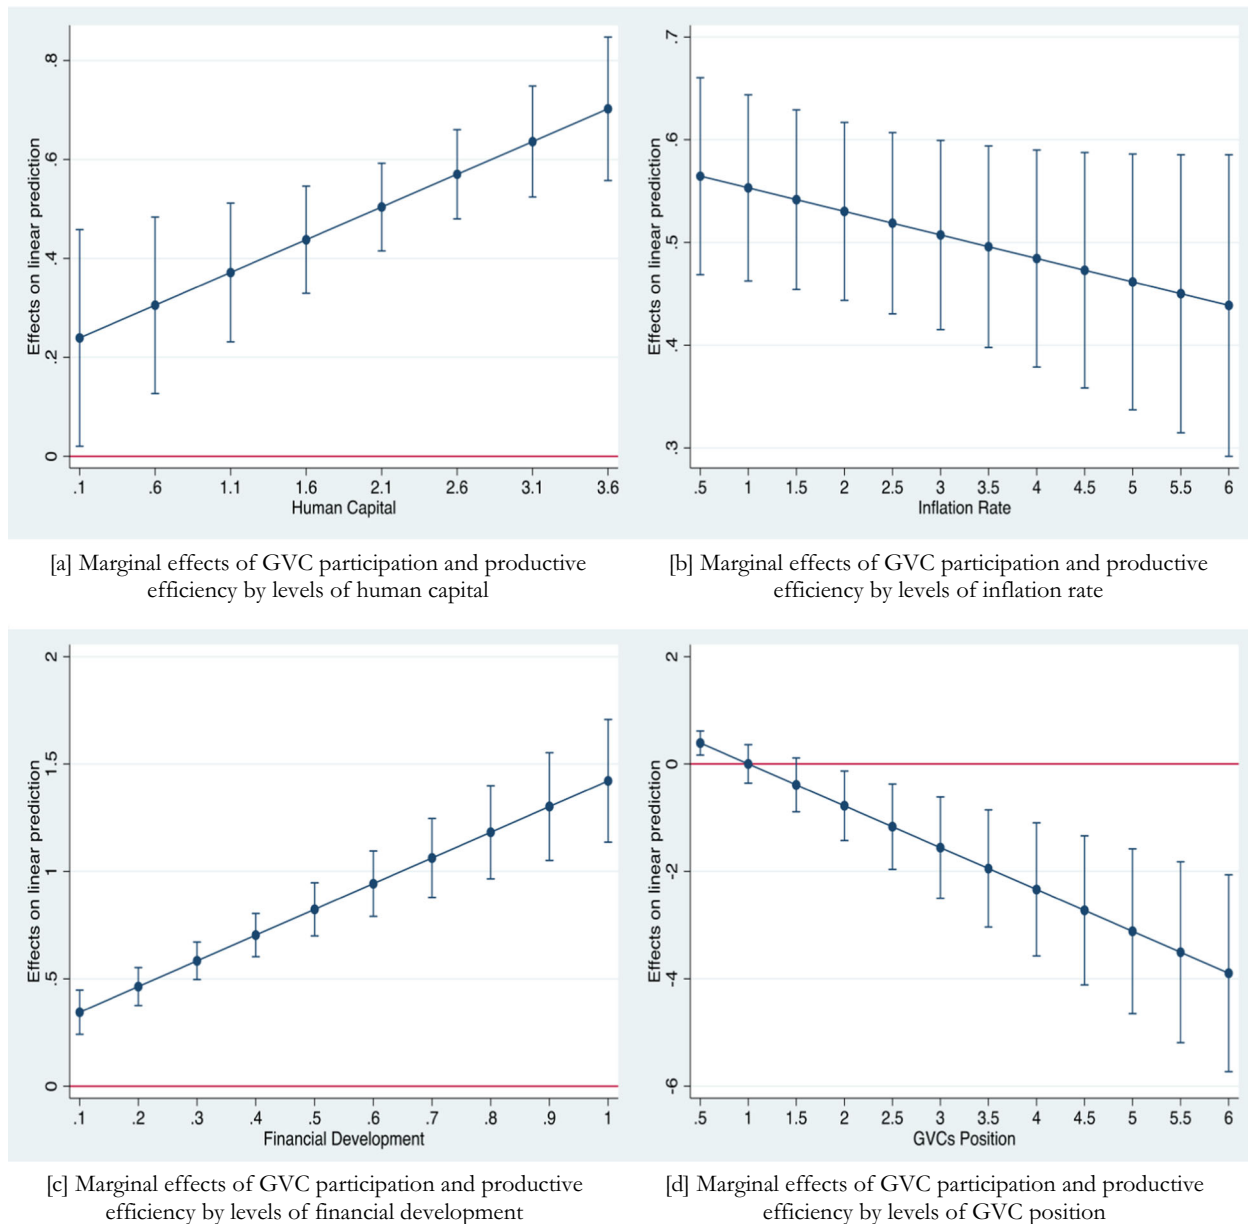 .8
.6
.4
.2
0
Effects on linear prediction
.1 .6 1.1 1.6 2.1 2.6 3.1 3.6
Human Capital
.7
.6
.5
.4
.3
Effects on linear prediction
.5 1 1.5 2 2.5 3 3.5 4 4.5 5 5.5 6
Inflation Rate
[a] Marginal effects of GVC participation and productive
efficiency by levels of human capital
[b] Marginal effects of GVC participation and productive
efficiency by levels of inflation rate
2
1.5
1
.5
0
Effects on linear prediction
.1 .2 .3 .4 .5 .6 .7 .8 .9 1
Financial Development
2
0
-2
-4
-6
Effects on linear prediction
.5 1 1.5 2 2.5 3 3.5 4 4.5 5 5.5 6
GVCs Position
[c] Marginal effects of GVC participation and productive
efficiency by levels of financial development
[d] Marginal effects of GVC participation and productive
efficiency by levels of GVC position